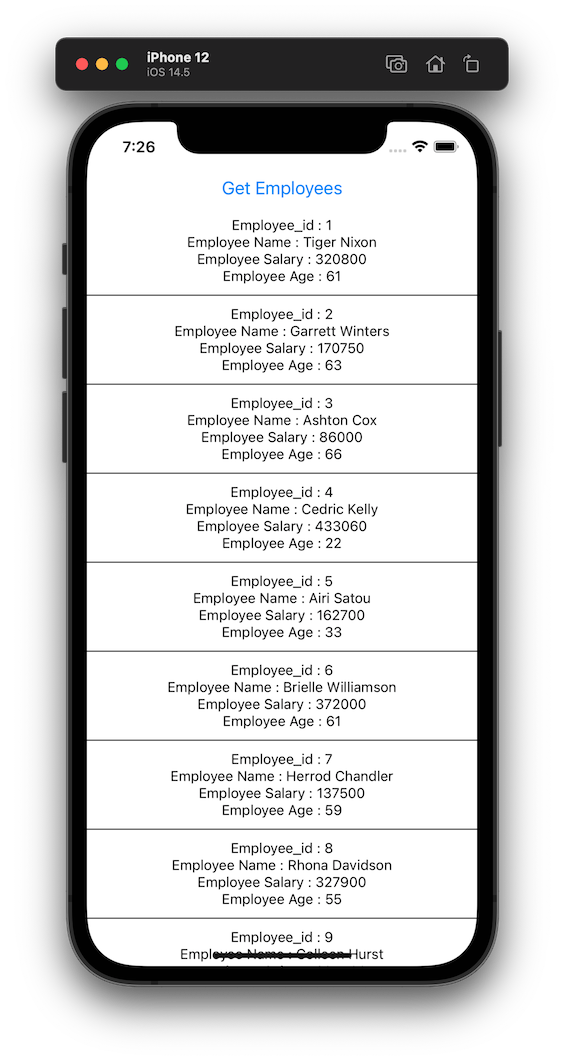 iPhone 12
iOS 14.5
7:26
Get Employees
Employee_id : 1
Employee Name : Tiger Nixon
Employee Salary : 320800
Employee Age : 61
Employee_id : 2
Employee Name : Garrett Winters
Employee Salary : 170750
Employee Age : 63
Employee_id : 3
Employee Name : Ashton Cox
Employee Salary : 86000
Employee Age : 66
Employee_id : 4
Employee Name : Cedric Kelly
Employee Salary : 433060
Employee Age : 22
Employee_id : 5
Employee Name : Airi Satou
Employee Salary : 162700
Employee Age : 33
Employee_id : 6
Employee Name : Brielle Williamson
Employee Salary : 372000
Employee Age : 61
Employee_id : 7
Employee Name : Herrod Chandler
Employee Salary : 137500
Employee Age : 59
Employee_id : 8
Employee Name : Rhona Davidson
Employee Salary : 327900
Employee Age : 55
Employee_id : 9
Employee Name : Colleen Hurst